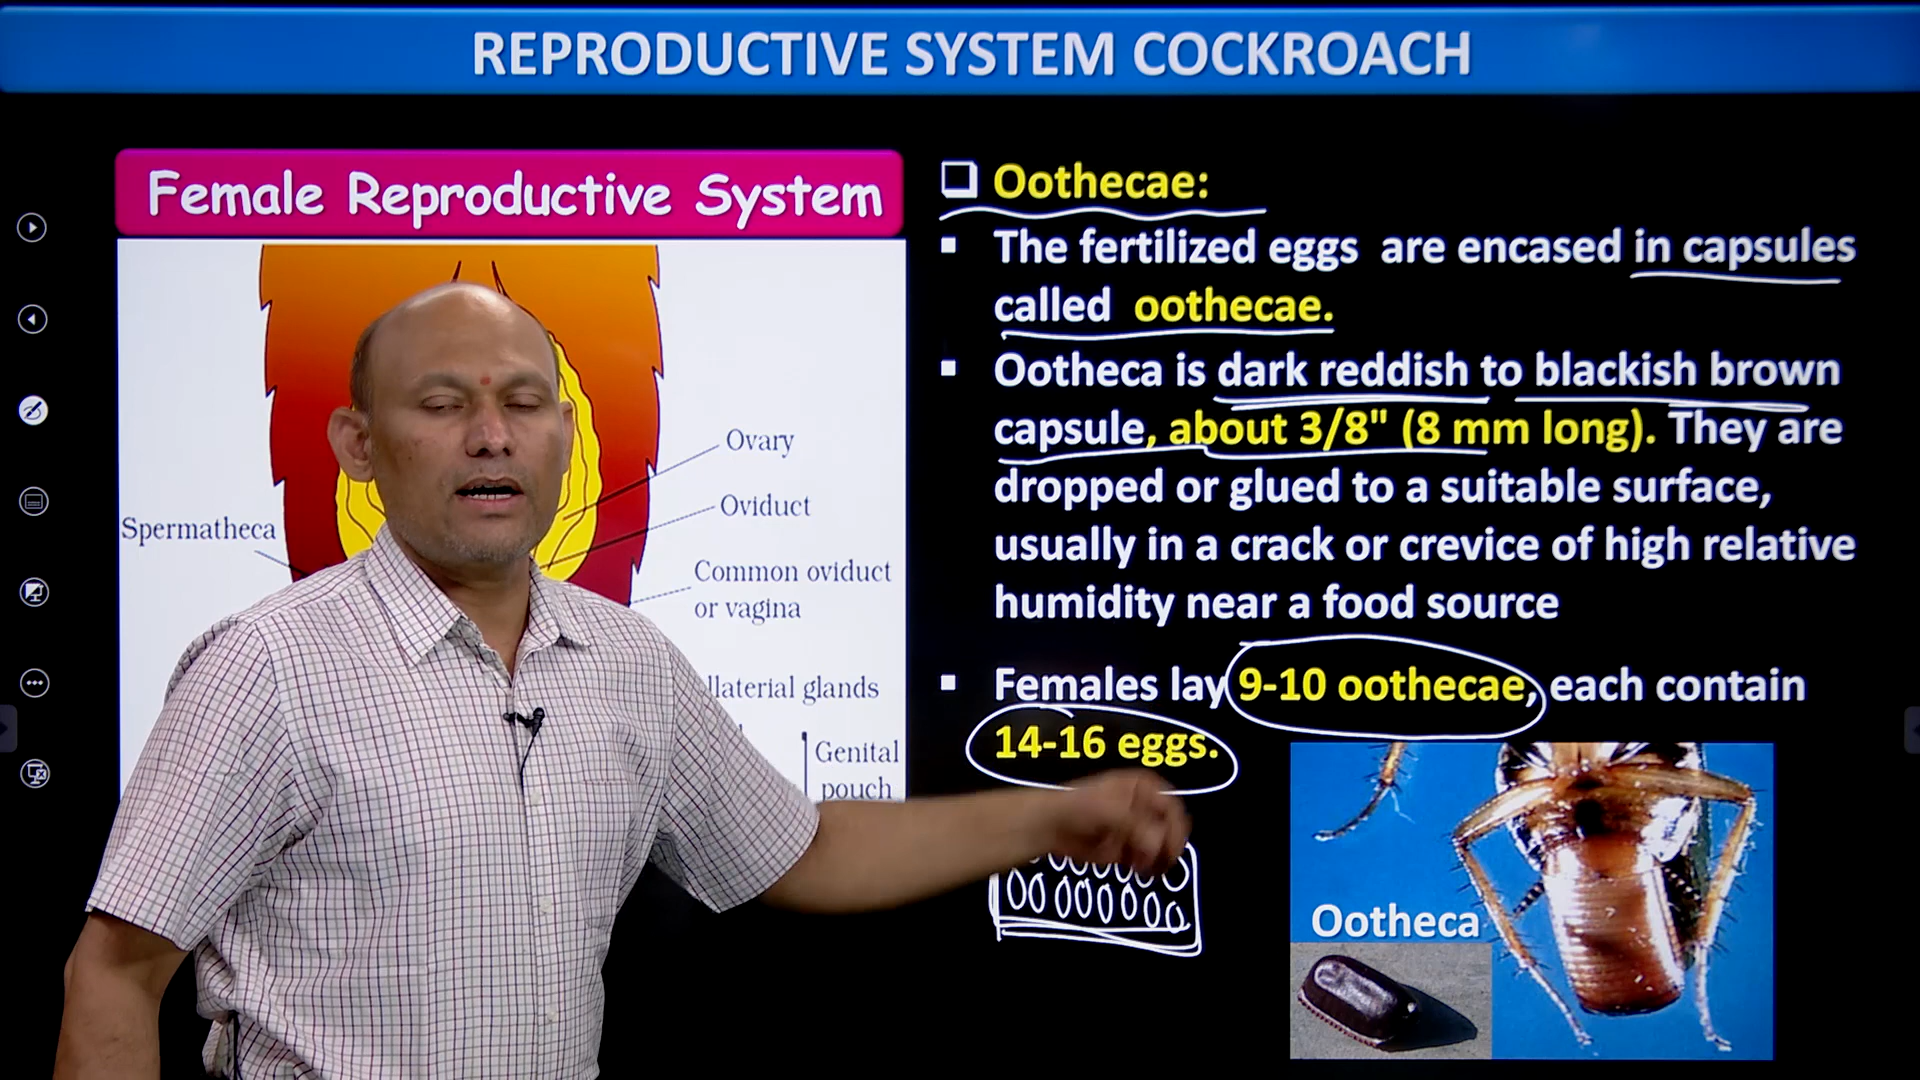 REPRODUCTIVE SYSTEM COCKROACH
Female Reproductive System
Spermatheca
Ovary
Oviduct
Common oviduct
or vagina
llaterial glands
Genital
pouch
Oothecae:
The fertilized eggs are encased in capsules
called oothecae.
Ootheca is dark reddish to blackish brown
capsule, about 3/8" (8 mm long). They are
dropped or glued to a suitable surface,
usually in a crack or crevice of high relative
humidity near a food source
Females lay 9-10 oothecae, each contain
14-16 eggs.
Ootheca